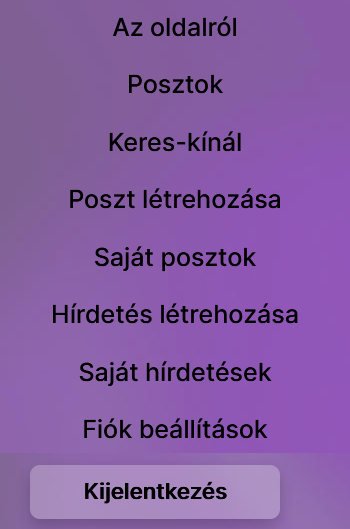 Az oldalról
Posztok
Keres-kínál
Poszt létrehozása
Saját posztok
Hírdetés létrehozása
Saját hírdetések
Fiók beállítások
Kijelentkezés